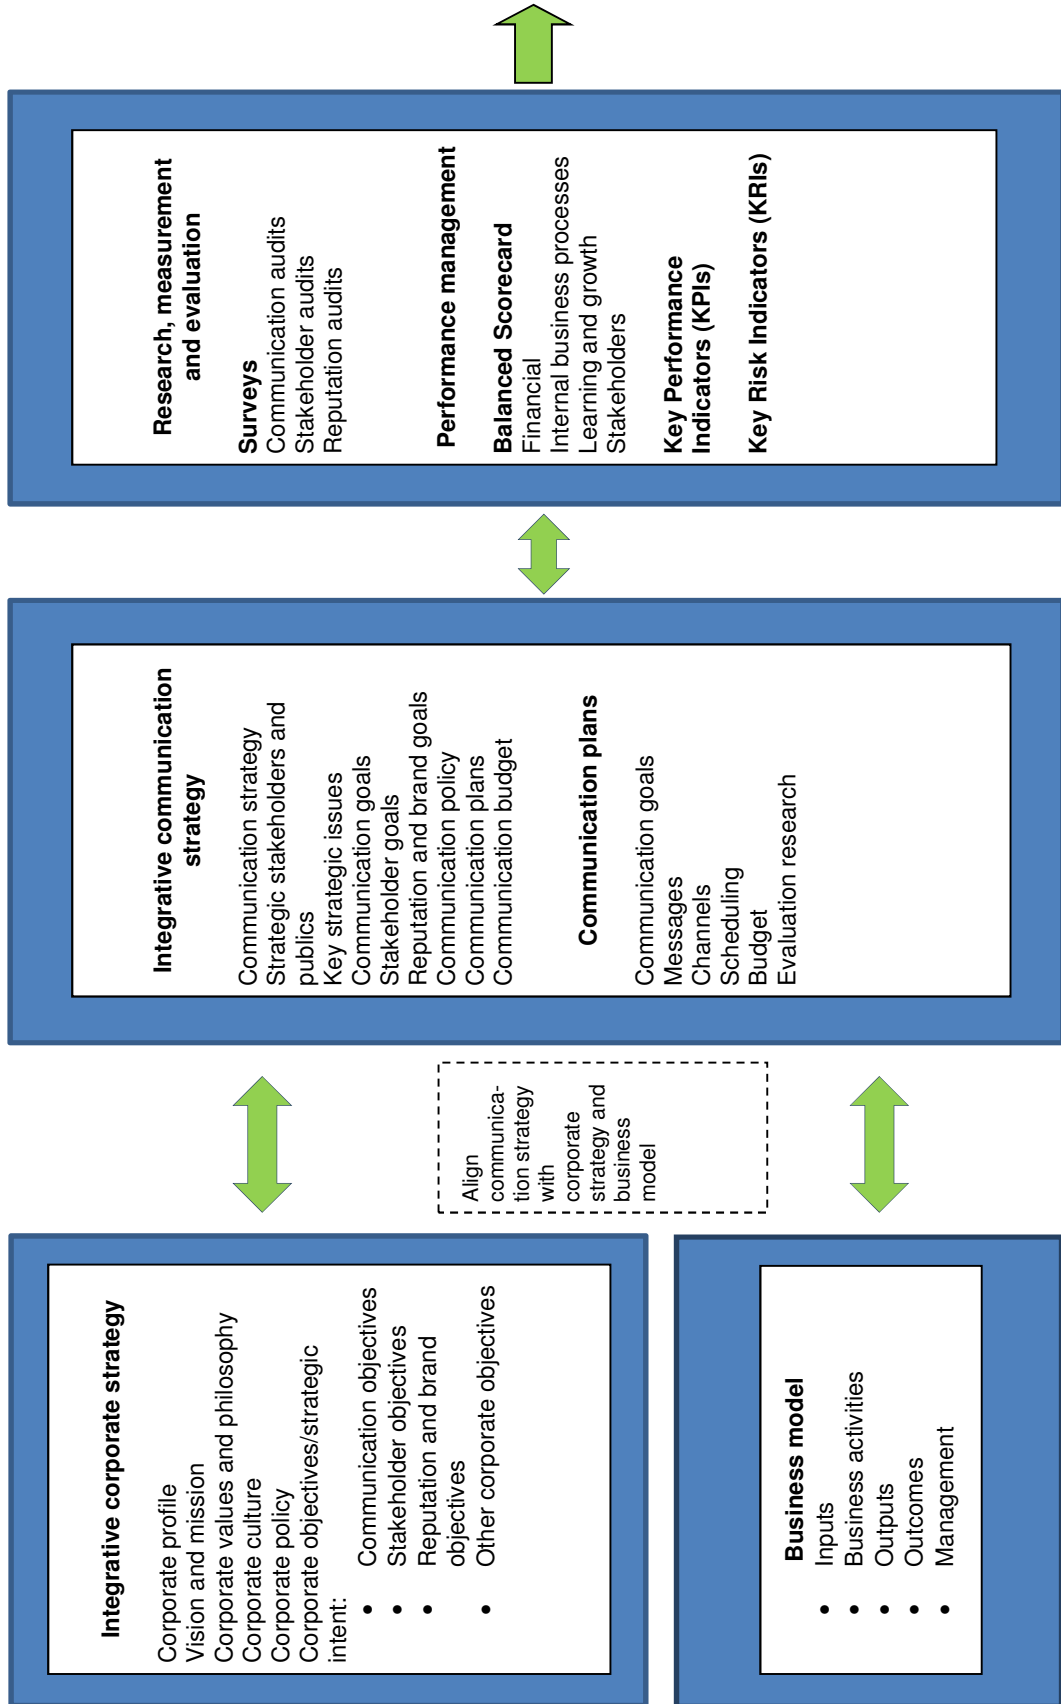 Integrative corporate strategy
Corporate profile
Vision and mission
Corporate values and philosophy
Corporate culture
Corporate policy
Corporate objectives/strategic
intent:
• Communication objectives
• Stakeholder objectives
• Reputation and brand
objectives
• Other corporate objectives
Business model
• Inputs
• Business activities
• Outputs
• Outcomes
• Management
Align
communica-
tion strategy
with
corporate
strategy and
business
model
Integrative communication
strategy
Communication strategy
Strategic stakeholders and
publics
Key strategic issues
Communication goals
Stakeholder goals
Reputation and brand goals
Communication policy
Communication plans
Communication budget
Communication plans
Communication goals
Messages
Channels
Scheduling
Budget
Evaluation research
Research, measurement
and evaluation
Surveys
Communication audits
Stakeholder audits
Reputation audits
Performance management
Balanced Scorecard
Financial
Internal business processes
Learning and growth
Stakeholders
Key Performance
Indicators (KPIs)
Key Risk Indicators (KRIs)